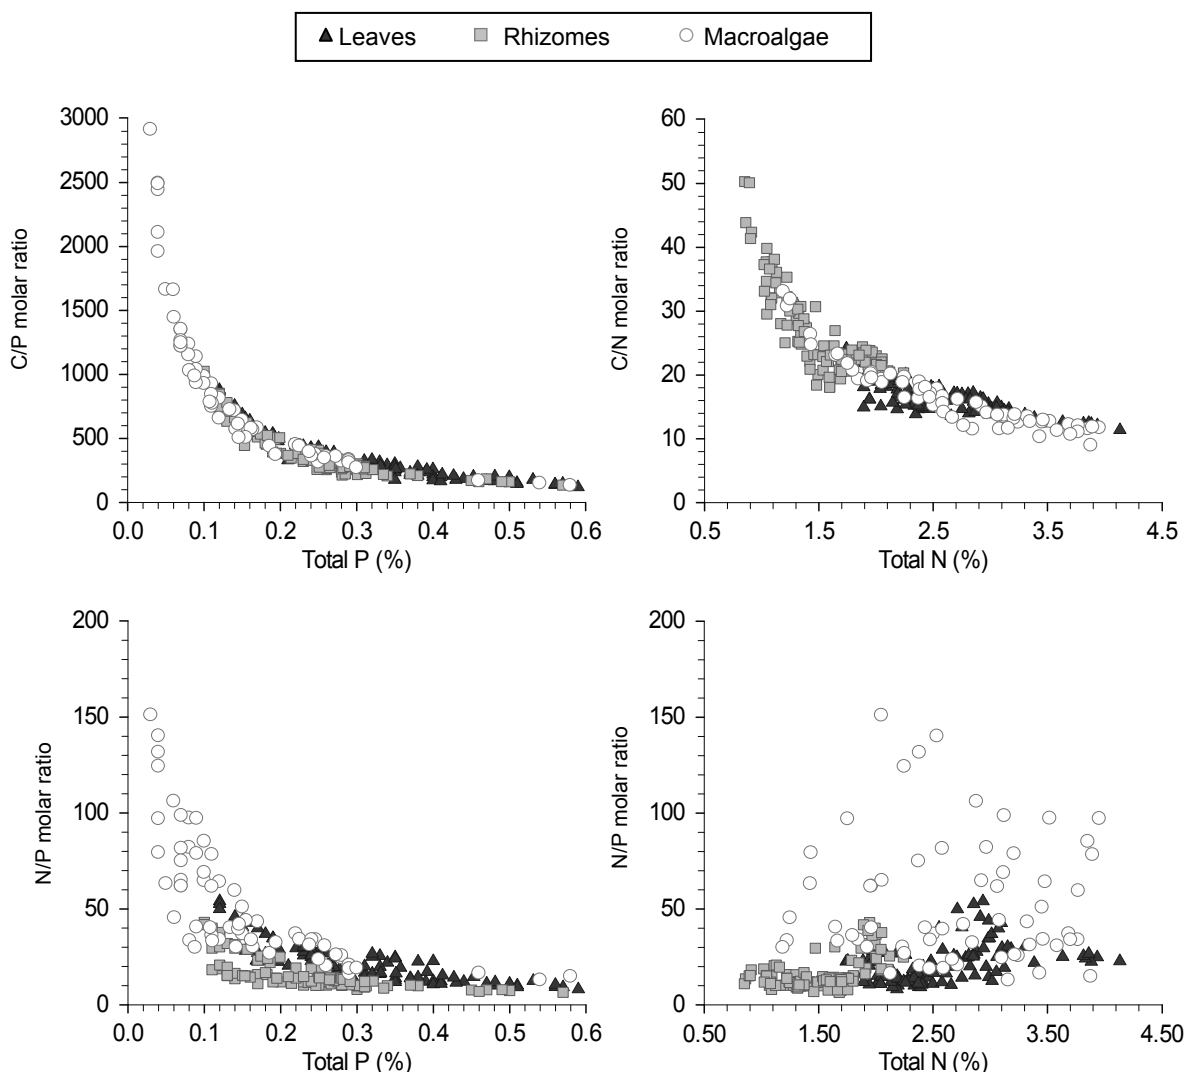 Leaves Rhizomes Macroalgae
3000
2500
2000
1500
1000
500
0
C/P molar ratio
0.0 0.1 0.2 0.3 0.4 0.5 0.6
Total P (%)
60
50
40
30
20
10
0
C/N molar ratio
0.5 1.5 2.5 3.5 4.5
Total N (%)
200
150
100
50
0
N/P molar ratio
0.0 0.1 0.2 0.3 0.4 0.5 0.6
Total P (%)
200
150
100
50
0
N/P molar ratio
0.50 1.50 2.50 3.50 4.50
Total N (%)